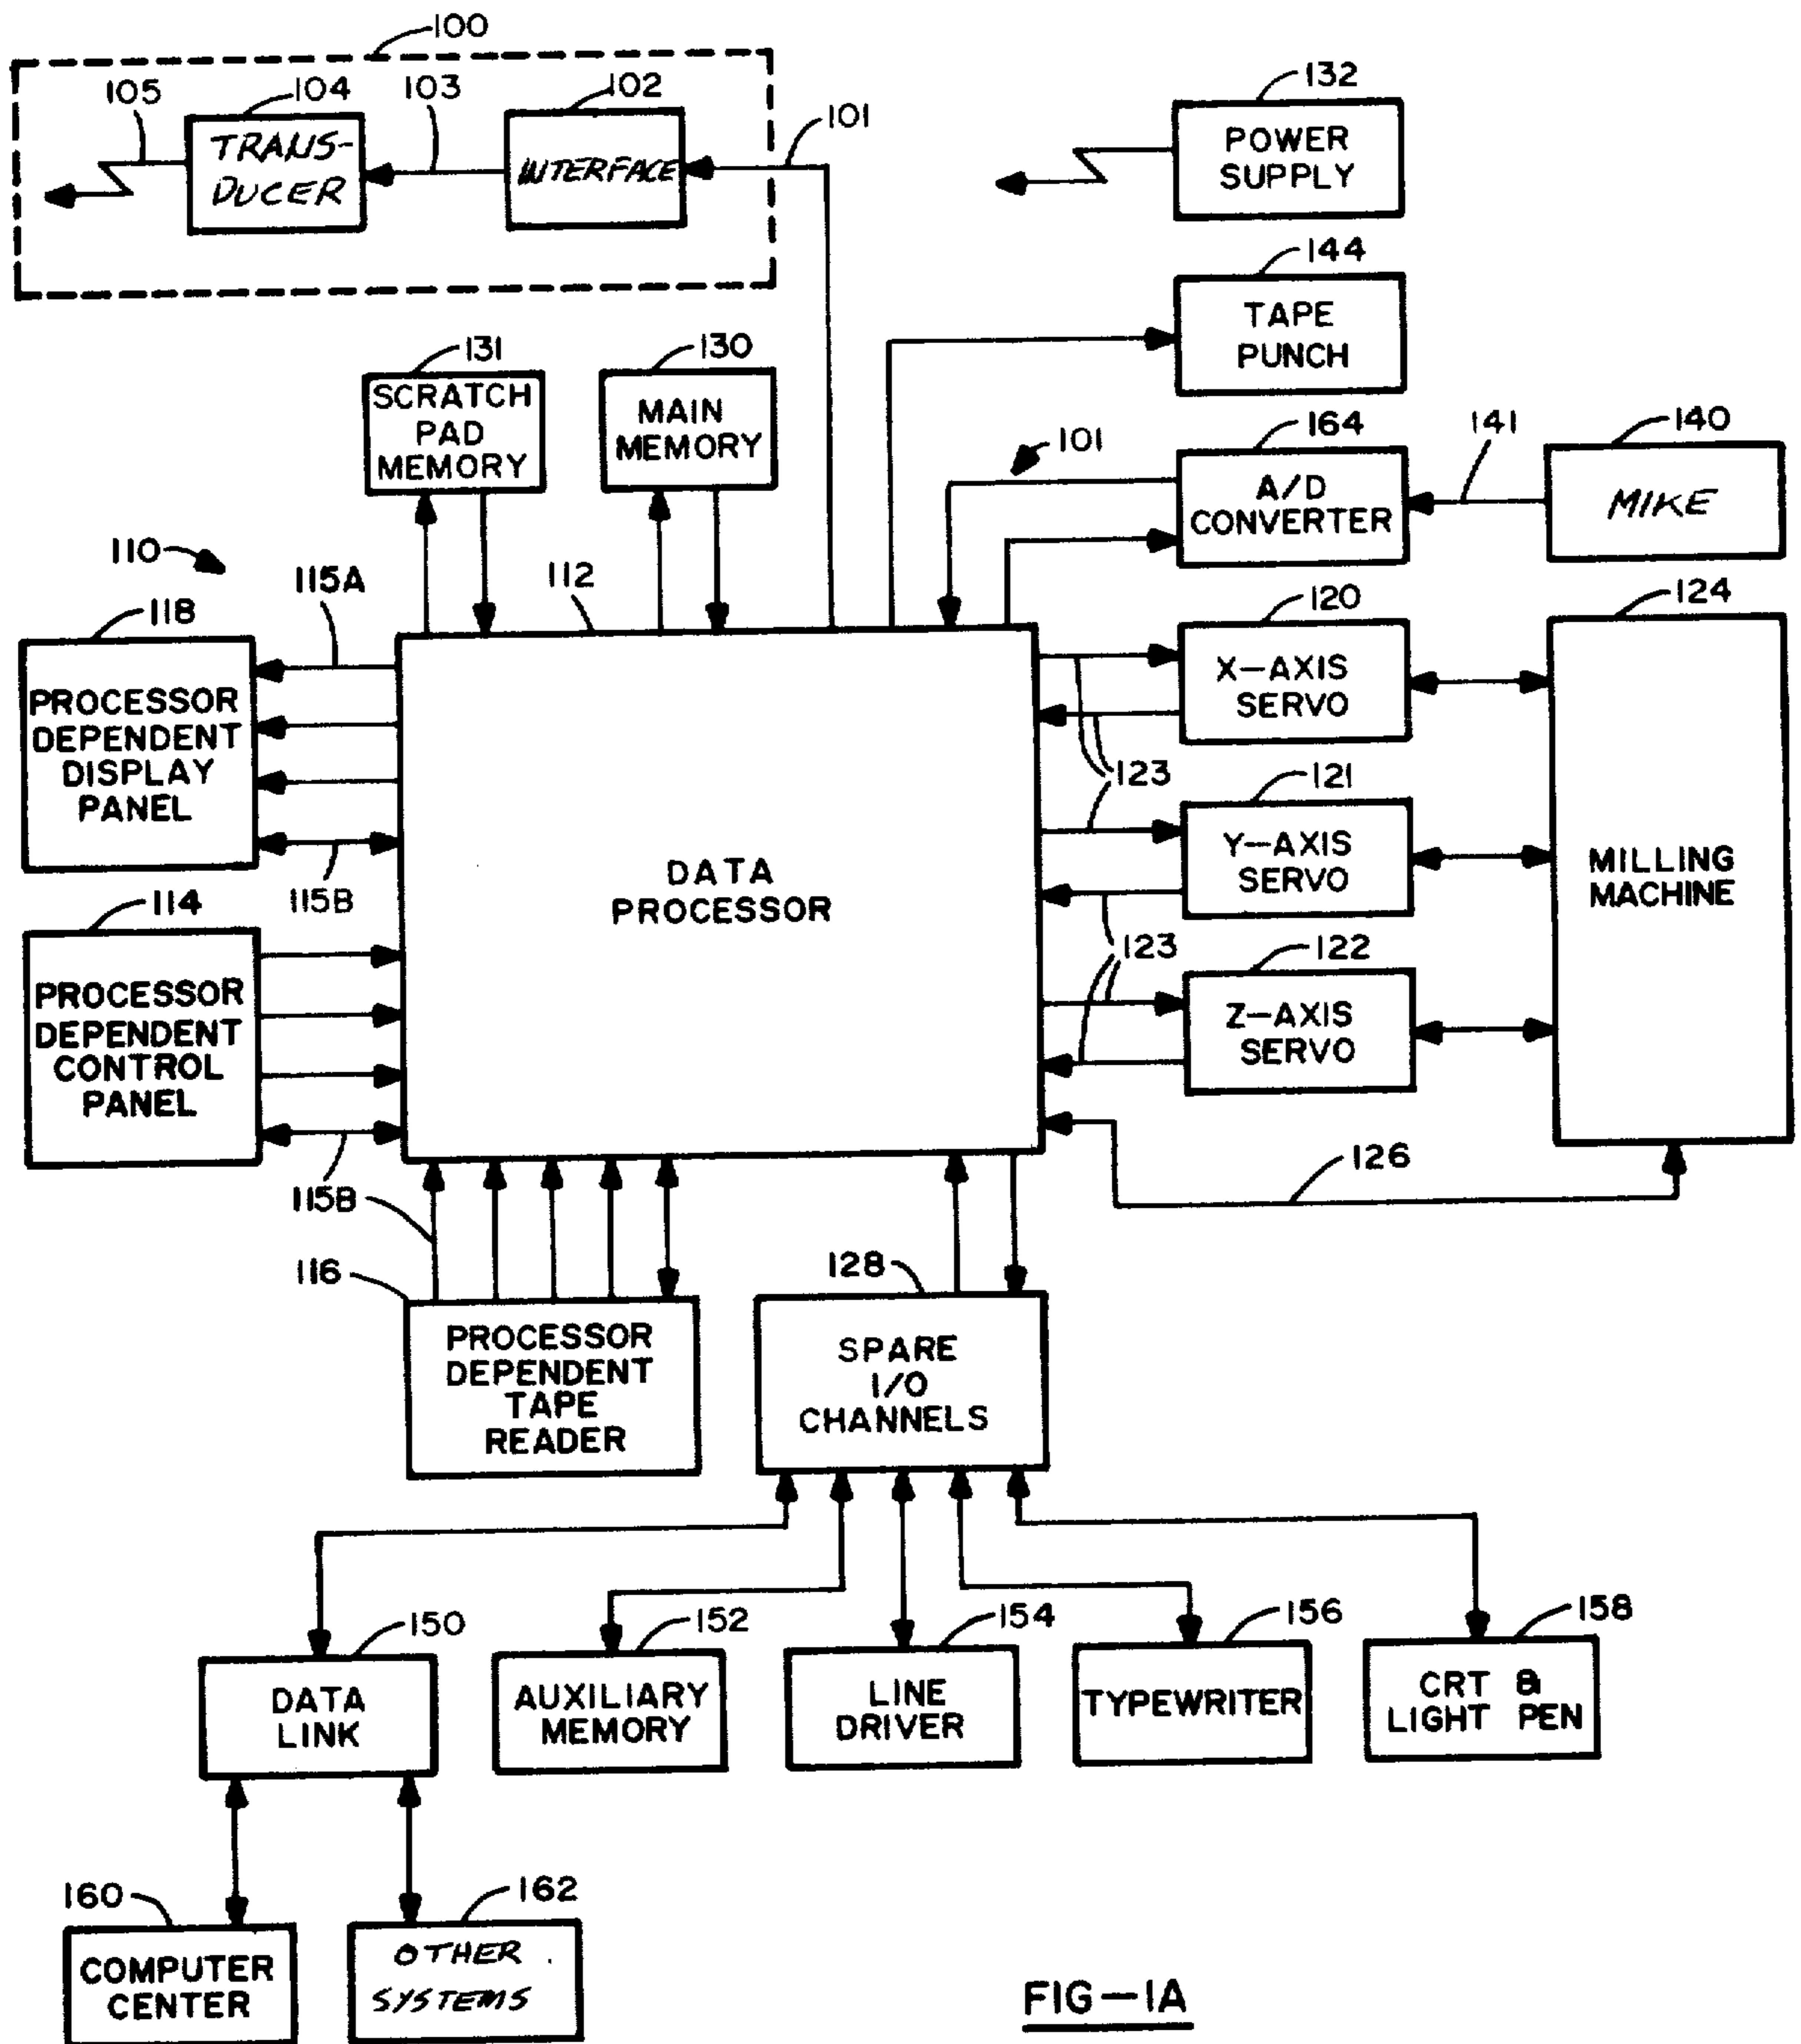 100
105
104
103
102
101
TRANS-
DUCER
INTERFACE
132
POWER
SUPPLY
144
TAPE
PUNCH
131
SCRATCH
PAD
MEMORY
130
MAIN
MEMORY
101
164
A/D
CONVERTER
141
140
MIKE
110
115A
112
118
PROCESSOR
DEPENDENT
DISPLAY
PANEL
115B
114
PROCESSOR
DEPENDENT
CONTROL
PANEL
115B
DATA
PROCESSOR
120
X-AXIS
SERVO
123
121
Y-AXIS
SERVO
123
122
Z-AXIS
SERVO
124
MILLING
MACHINE
126
116
PROCESSOR
DEPENDENT
TAPE
READER
128
SPARE
I/O
CHANNELS
150
DATA
LINK
152
AUXILIARY
MEMORY
154
LINE
DRIVER
156
TYPEWRITER
158
CRT &
LIGHT PEN
160
COMPUTER
CENTER
162
OTHER
SYSTEMS
FIG-1A